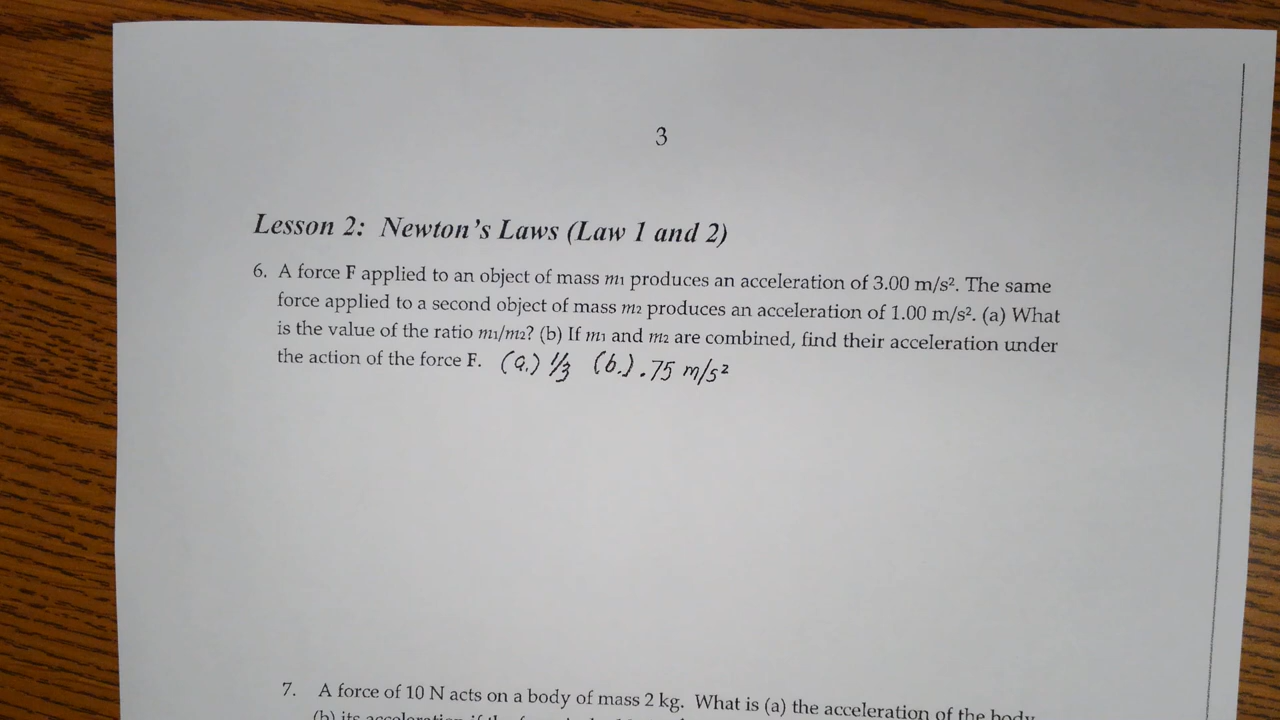 3
Lesson 2: Newton's Laws (Law 1 and 2)
6. A force F applied to an object of mass m₁ produces an acceleration of 3.00 m/s². The same
force applied to a second object of mass m₂ produces an acceleration of 1.00 m/s². (a) What
is the value of the ratio m₁/m₂? (b) If m₁ and m₂ are combined, find their acceleration under
the action of the force F. (a.) 1/3 (b.) .75 m/s²
7. A force of 10 N acts on a body of mass 2 kg. What is (a) the acceleration of the body
(b) its acceleration if the